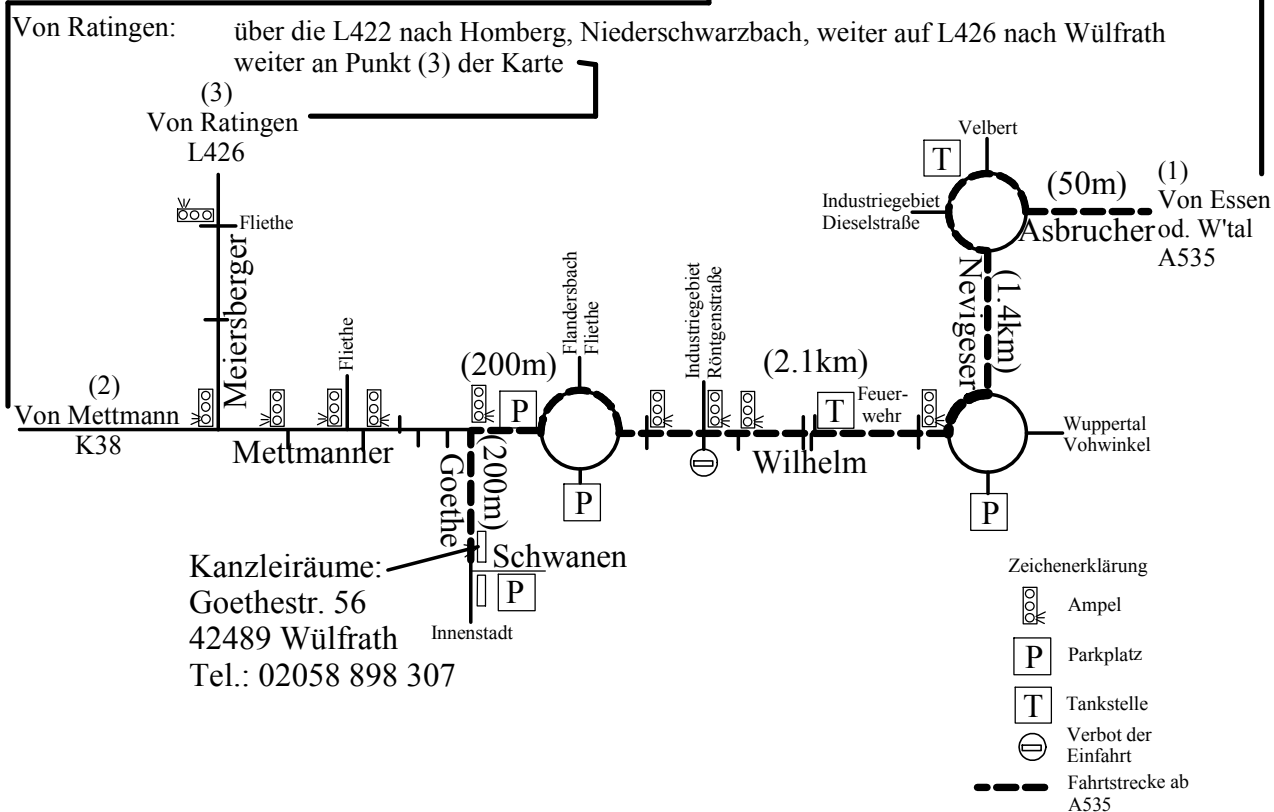 Von Ratingen: über die L422 nach Homberg, Niederschwarzbach, weiter auf L426 nach Wülfrath
weiter an Punkt (3) der Karte
(3)
Von Ratingen
L426
Fliethe
Meiersberger
(2)
Von Mettmann
K38
Mettmanner
Fliethe
(200m)
P
Flandersbach
Fliethe
P
Goethe
(200m)
Schwanen
P
Innenstadt
Kanzleiräume:
Goethestr. 56
42489 Wülfrath
Tel.: 02058 898 307
Industriegebiet
Röntgenstraße
(2.1km)
Wilhelm
T
Feuer-
wehr
Velbert
T
Industriegebiet
Dieselstraße
(50m)
Asbrucher
(1)
Von Essen
od. W'tal
A535
Nevigeser
(1.4km)
Wuppertal
Vohwinkel
P
Zeichenerklärung
Ampel
P Parkplatz
T Tankstelle
Verbot der
Einfahrt
Fahrtstrecke ab
A535